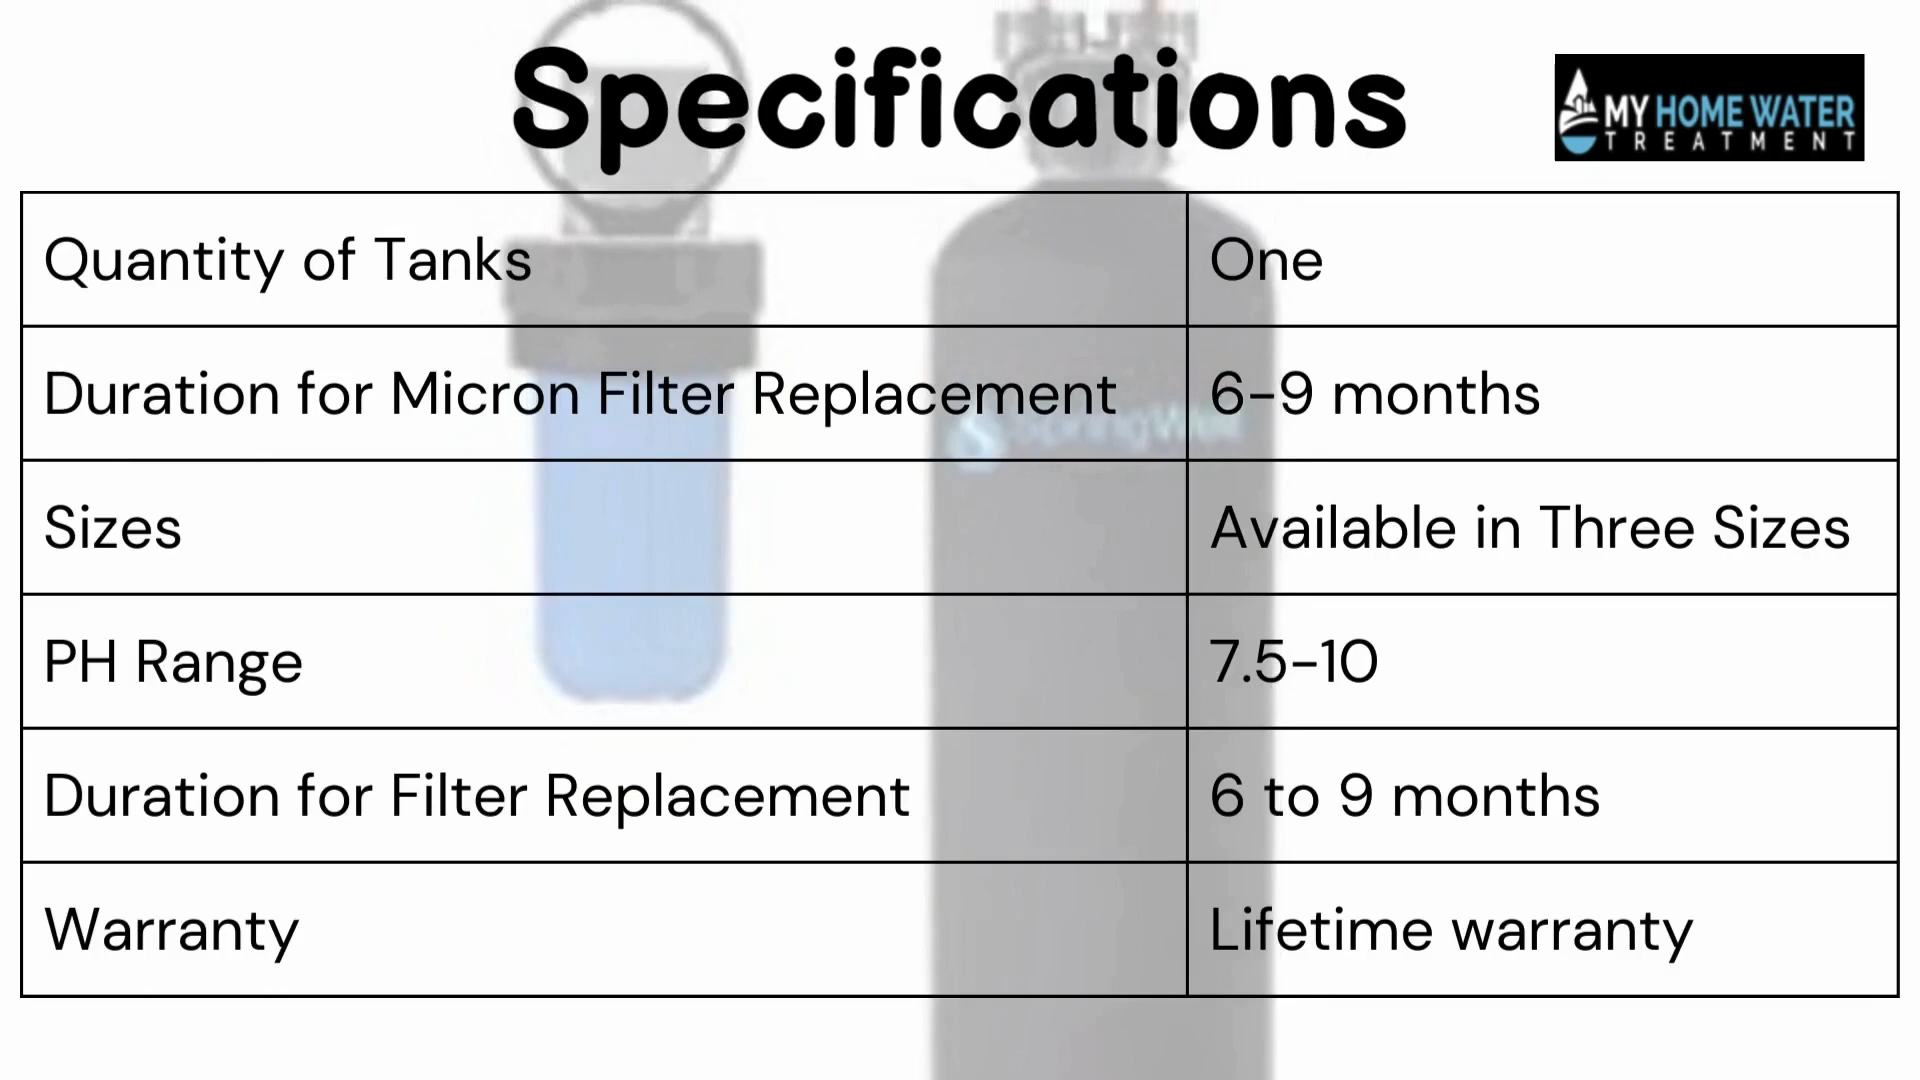 Specifications
MY HOME WATER
TREATMENT
Quantity of Tanks
One
Duration for Micron Filter Replacement
6-9 months
SpringWell
Sizes
Available in Three Sizes
PH Range
7.5-10
Duration for Filter Replacement
6 to 9 months
Warranty
Lifetime warranty